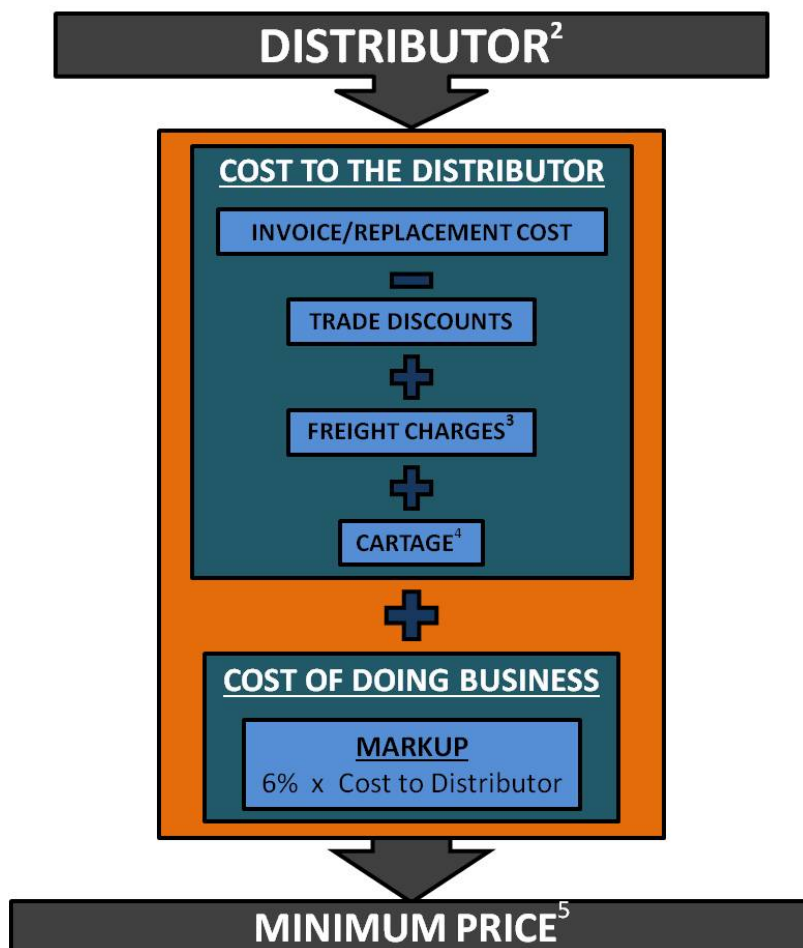 DISTRIBUTOR²
COST TO THE DISTRIBUTOR
INVOICE/REPLACEMENT COST
TRADE DISCOUNTS
FREIGHT CHARGES³
CARTAGE⁴
COST OF DOING BUSINESS
MARKUP
6% x Cost to Distributor
MINIMUM PRICE⁵